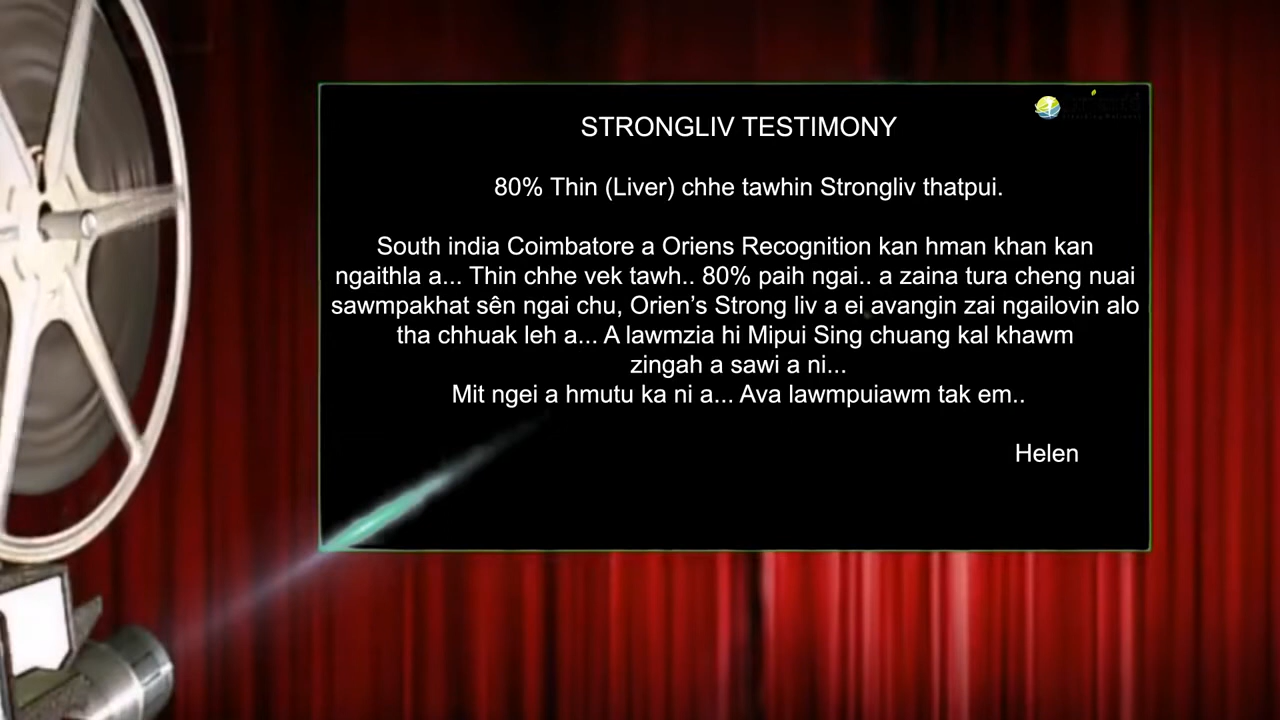 STRONGLIV TESTIMONY
80% Thin (Liver) chhe tawhin Strongliv thatpui.
South india Coimbatore a Oriens Recognition kan hman khan kan
ngaithla a... Thin chhe vek tawh.. 80% paih ngai.. a zaina tura cheng nuai
sawmpakhat sên ngai chu, Orien’s Strong liv a ei avangin zai ngailovin alo
tha chhuak leh a... A lawmzia hi Mipui Sing chuang kal khawm
zingah a sawi a ni...
Mit ngei a hmutu ka ni a... Ava lawmpuiawm tak em..
Helen